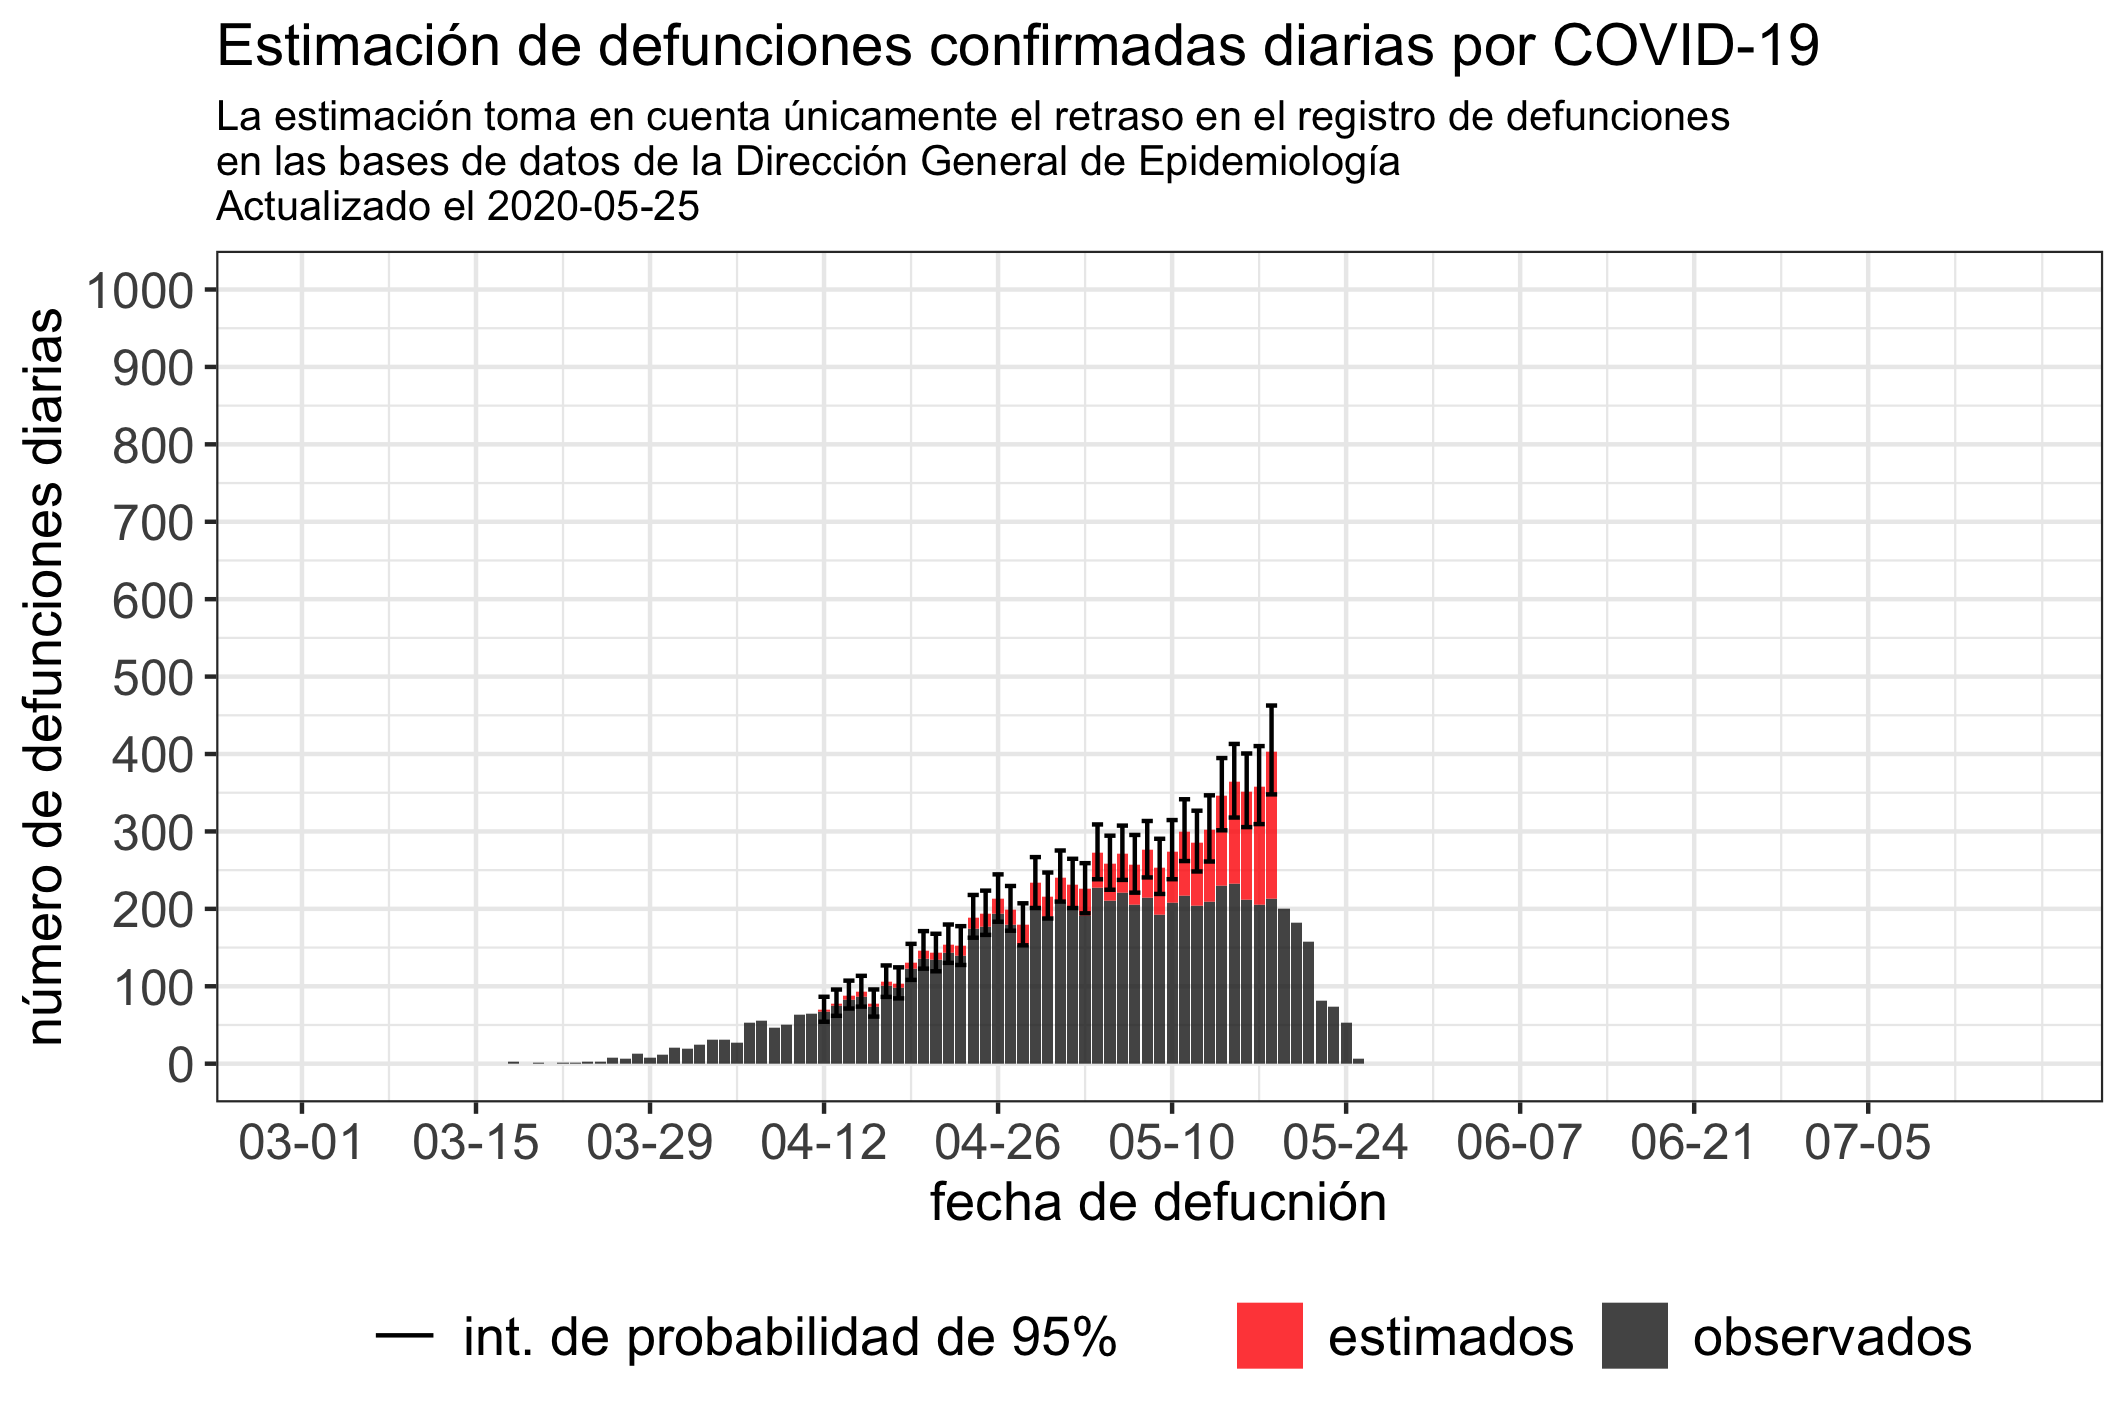 Estimación de defunciones confirmadas diarias por COVID-19
La estimación toma en cuenta únicamente el retraso en el registro de defunciones
en las bases de datos de la Dirección General de Epidemiología
Actualizado el 2020-05-25
número de defunciones diarias
1000
900
800
700
600
500
400
300
200
100
0
03-01 03-15 03-29 04-12 04-26 05-10 05-24 06-07 06-21 07-05
fecha de defucnión
int. de probabilidad de 95% estimados observados